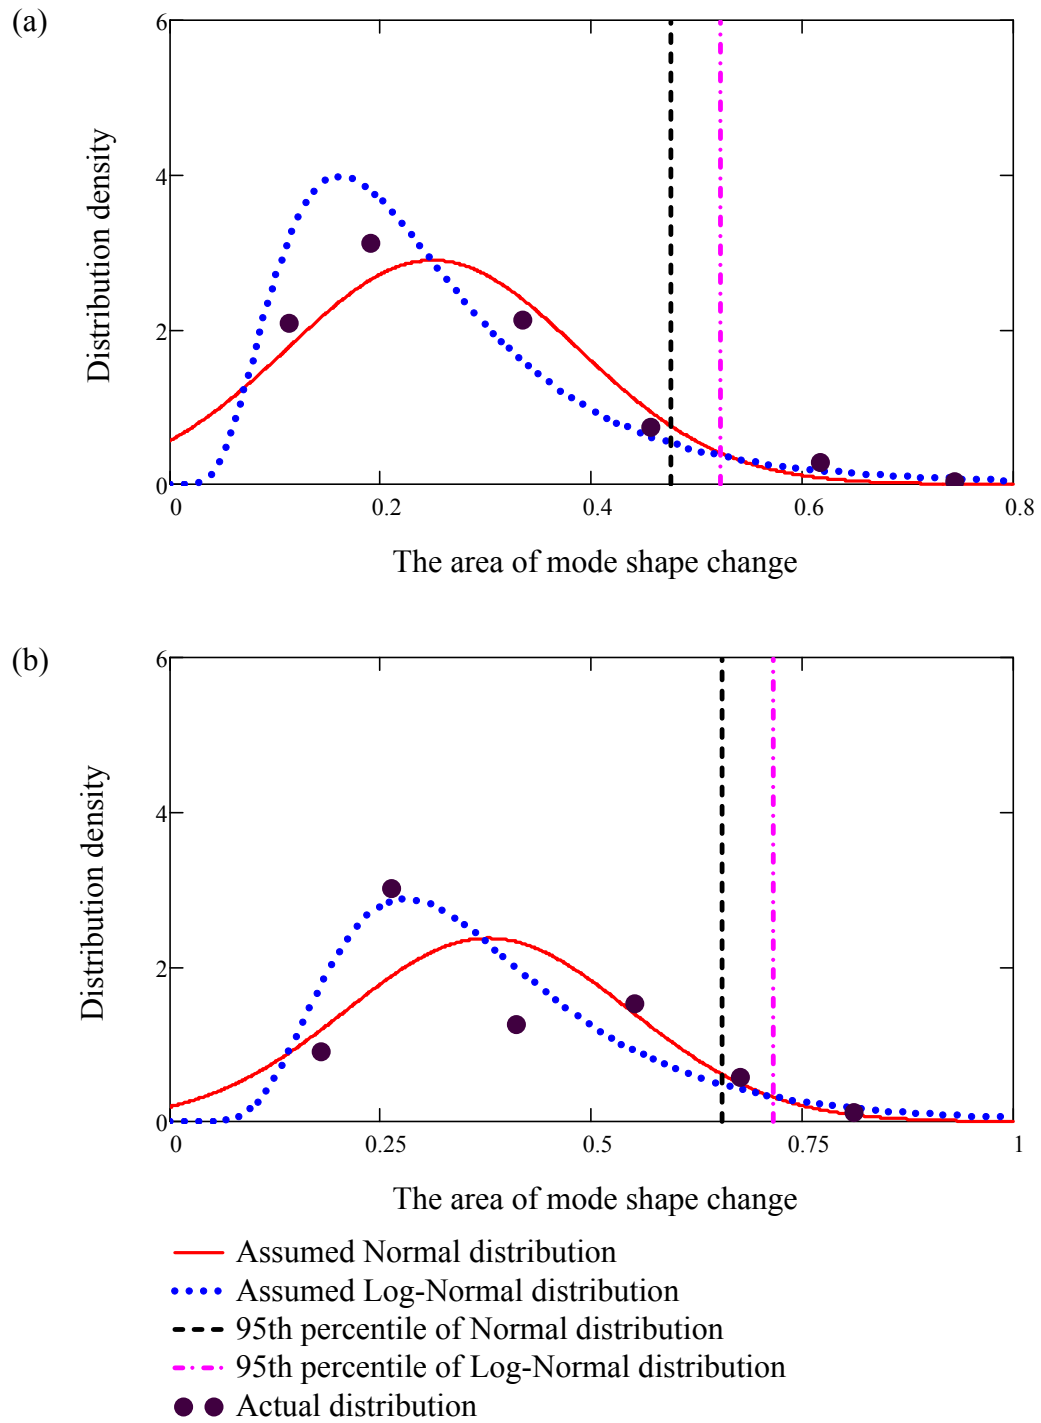 (a)
6
4
2
0
Distribution density
0 0.2 0.4 0.6 0.8
The area of mode shape change
(b)
6
4
2
0
Distribution density
0 0.25 0.5 0.75 1
The area of mode shape change
Assumed Normal distribution
Assumed Log-Normal distribution
95th percentile of Normal distribution
95th percentile of Log-Normal distribution
Actual distribution